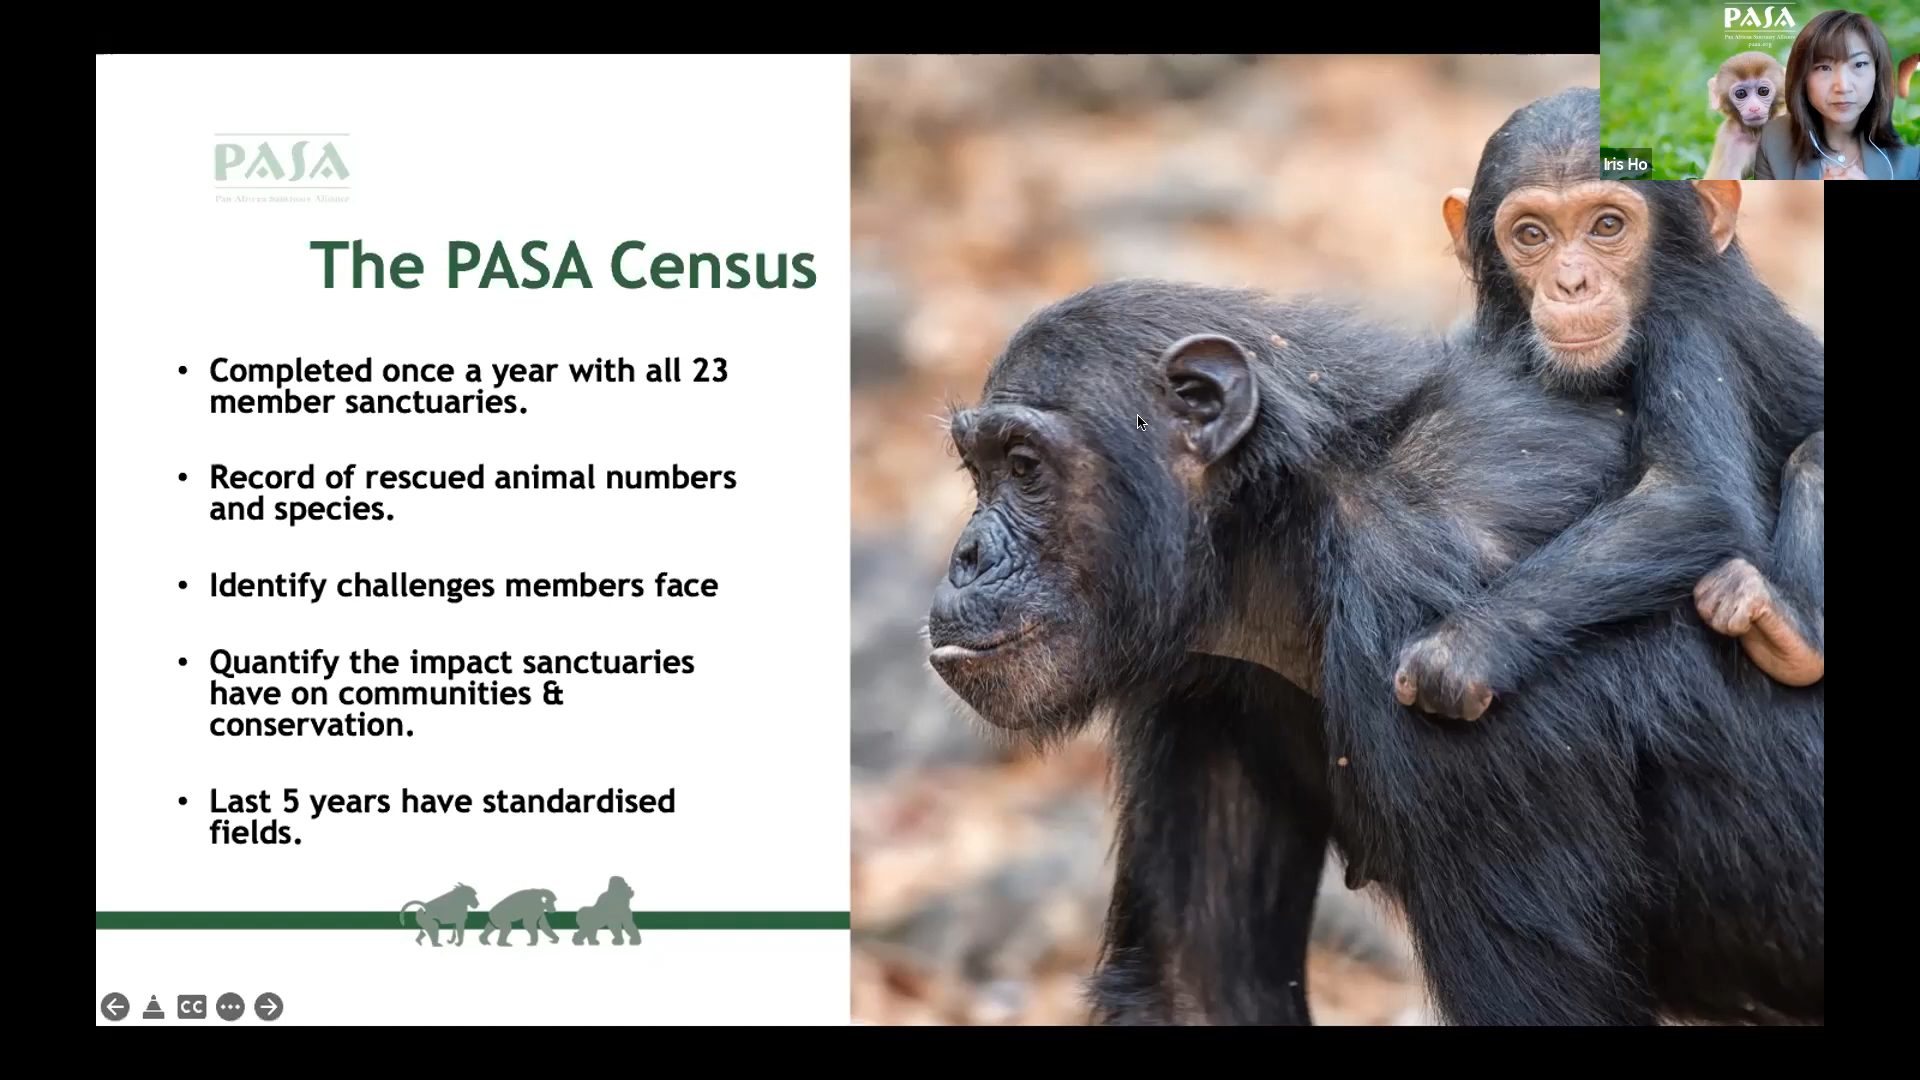 PASA
Pan African Sanctuary Alliance
The PASA Census
• Completed once a year with all 23
member sanctuaries.
• Record of rescued animal numbers
and species.
• Identify challenges members face
• Quantify the impact sanctuaries
have on communities &
conservation.
• Last 5 years have standardised
fields.
CC
PASA
Pan African Sanctuary Alliance
pasa.org
Iris Ho